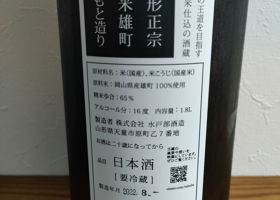 の王道を目指す
米仕込の酒蔵
形正宗
米雄町
もと造り
原材料名：米（国産）、米こうじ（国産米）
原料米：岡山県産雄町 100％使用
精米歩合：65％
アルコール分：16度 内容量：1.8L
製造者 株式会社 水戸部酒造
山形県天童市原町乙7番地
お酒は二十歳になってから
品目 日本酒
［要冷蔵］
製造年月 2022. 8.